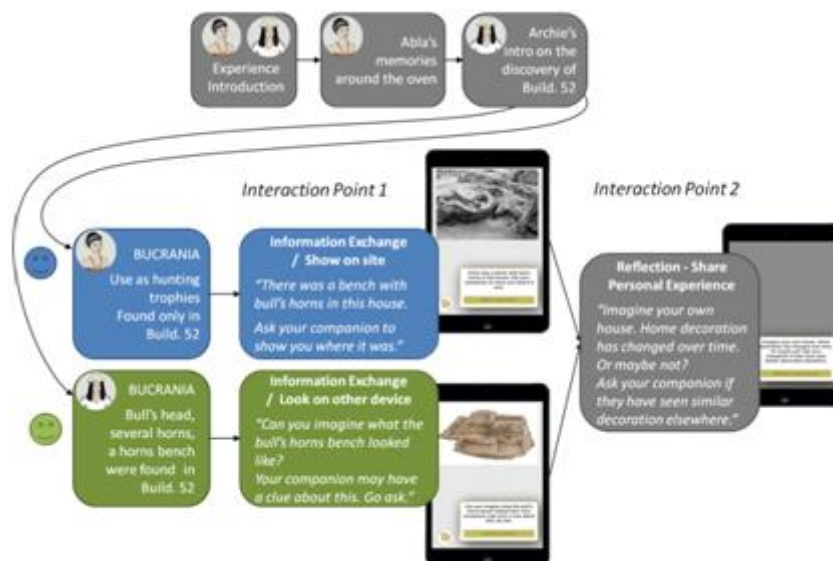 Experience
Introduction
Abla's
memories
around the oven
Archie's
intro on the
discovery of
Build. 52
Interaction Point 1
Interaction Point 2
BUCRANIA
Use as hunting
trophies
Found only in
Build. 52
Information Exchange
/ Show on site
"There was a bench with
bull's horns in this house.
Ask your companion to
show you where it was."
Reflection - Share
Personal Experience
"Imagine your own
house. Home decoration
has changed over time.
Or maybe not?
Ask your companion if
they have seen similar
decoration elsewhere."
BUCRANIA
Bull's head,
several horns,
a horns bench
were found in
Build. 52
Information Exchange
/ Look on other device
"Can you imagine what the
bull's horns bench looked
like?
Your companion may have
a clue about this. Go ask."